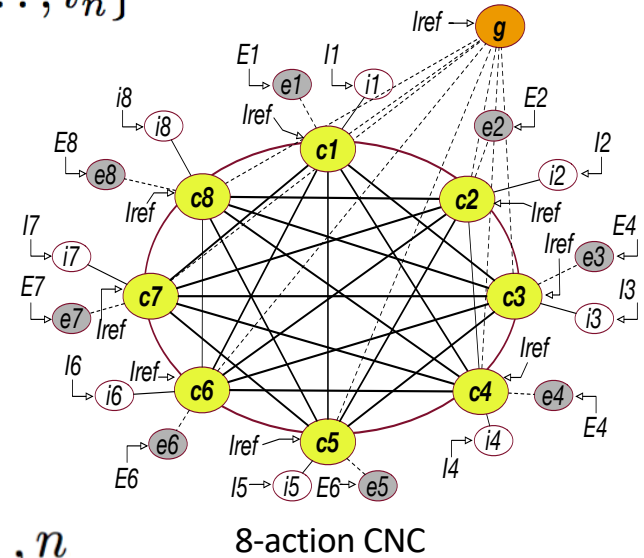 . . , i_n]
Iref
g
E1
I1
e1
i1
i8
I8
Iref
c1
E2
e2
E8
i8
I2
e8
c8
c2
i2
Iref
Iref
I7
i7
Iref
E4
e3
E7
c7
c3
I3
e7
Iref
i3
I6
Iref
Iref
i6
c6
c4
e4
e6
Iref
c5
i4
E4
E6
I4
I5
i5
E6
e5
, n
8-action CNC